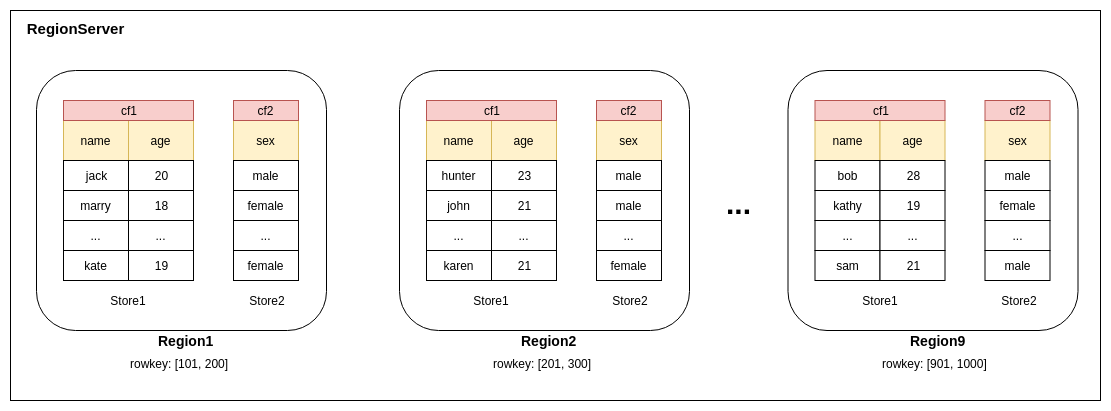 RegionServer
cf1 cf2 cf1 cf2 cf1 cf2
name age sex name age sex name age sex
jack 20 male hunter 23 male bob 28 male
marry 18 female john 21 male ... kathy 19 female
... ... ... ... ... ... ... ... ...
kate 19 female karen 21 female sam 21 male
Store1 Store2 Store1 Store2 Store1 Store2
Region1 Region2 Region9
rowkey: [101, 200] rowkey: [201, 300] rowkey: [901, 1000]